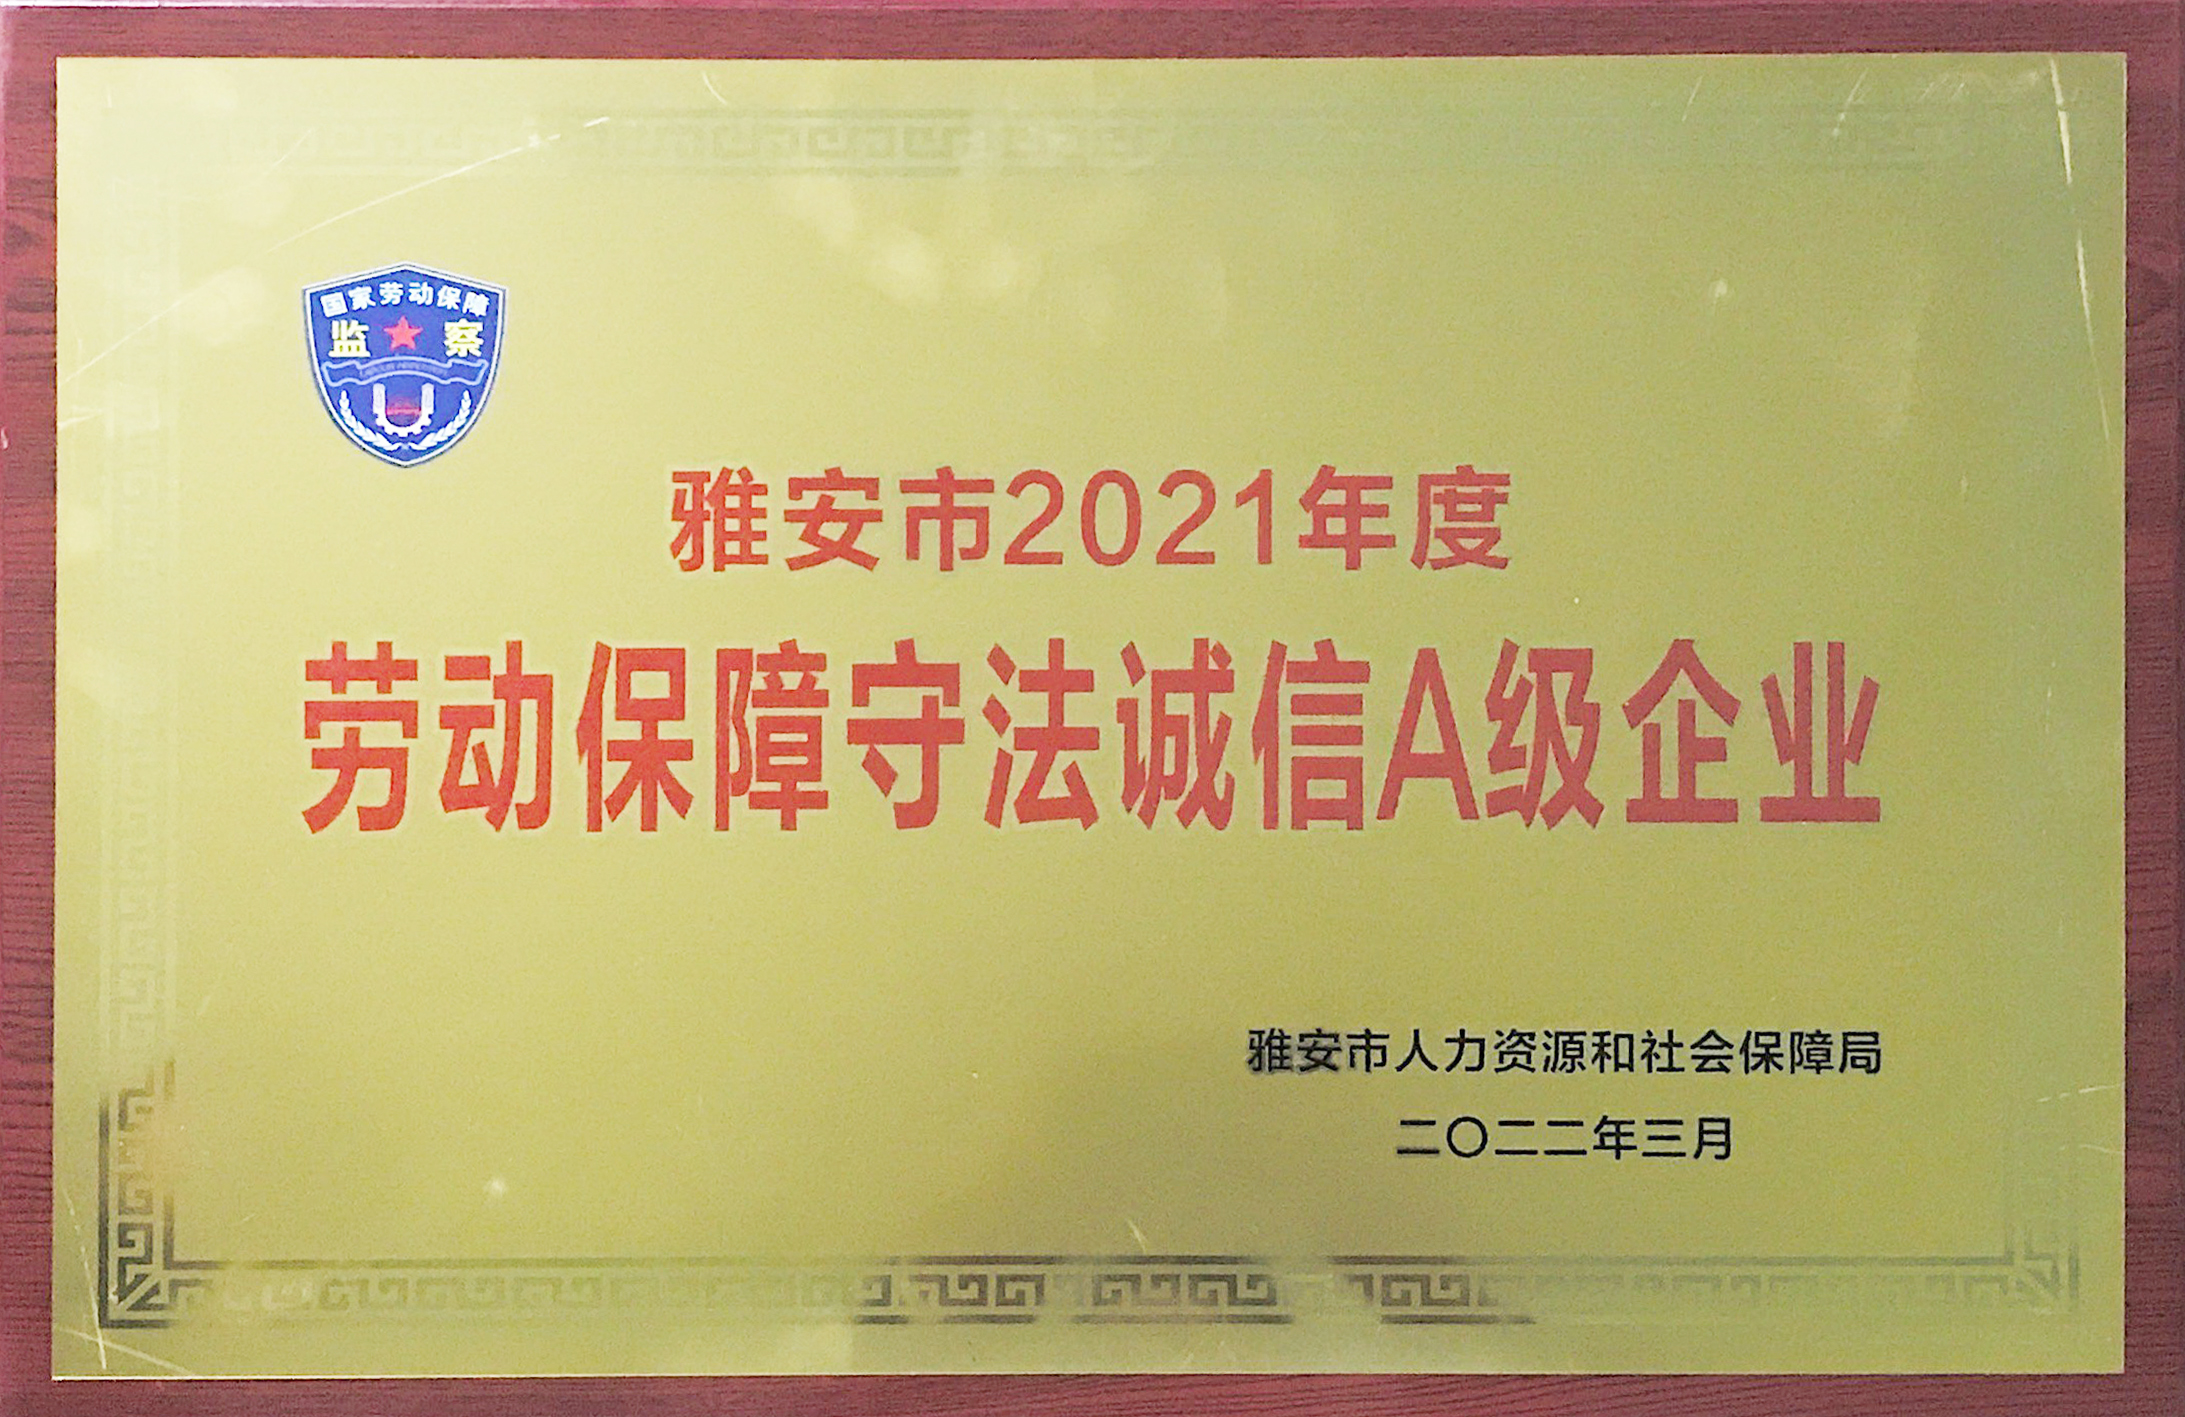 国家劳动保障
监察
雅安市2021年度
劳动保障守法诚信A级企业
雅安市人力资源和社会保障局
二〇二二年三月